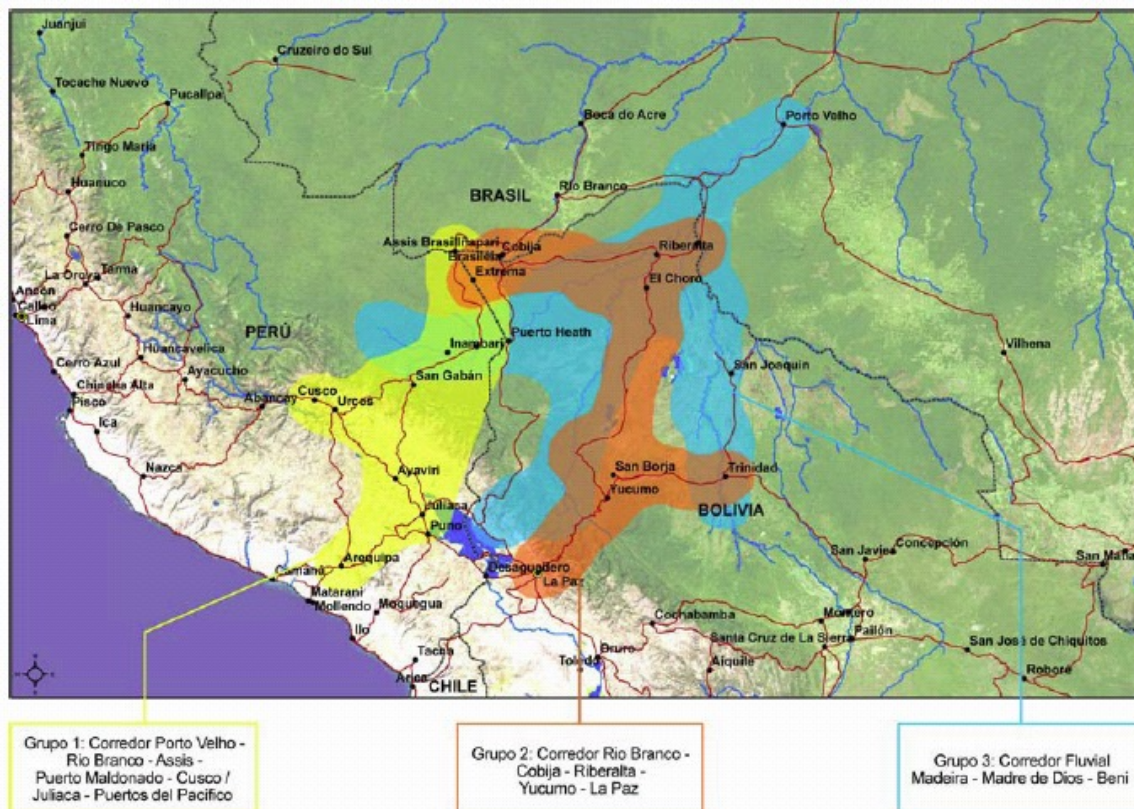 Juanjui
Cruzeiro do Sul
Tocache Nuevo
Pucallpa
Boca do Acre
Porto Velho
Tingo Maria
Huanuco
BRASIL
Rio Branco
Cerro De Pasco
Assis Brasil
Iñapari
Cobija
Brasiléia
Riberalta
La Oroya
Tarma
Extrema
El Choro
Ancón
Callao
Lima
Huancayo
PERÚ
Puerto Heath
Inambari
Vilhena
Huancavelica
Cerro Azul
San Gabán
San Joaquin
Ayacucho
Chincha Alta
Pisco
Abancay
Cusco
Urcos
Ica
Nazca
Ayaviri
San Borja
Trinidad
Yucumo
BOLIVIA
Juliaca
Puno
San Javier
Concepción
San Matia
Arequipa
Desaguadero
La Paz
Camaná
Matarani
Mollendo
Moquegua
Cochabamba
Montero
Ilo
Santa Cruz de La Sierra
Pailón
San José de Chiquitos
Tacna
Toledo
Oruro
Aiquile
Roboré
Arica
CHILE
Grupo 1: Corredor Porto Velho -
Rio Branco - Assis -
Puerto Maldonado - Cusco /
Juliaca - Puertos del Pacifico
Grupo 2: Corredor Rio Branco -
Cobija - Riberalta -
Yucumo - La Paz
Grupo 3: Corredor Fluvial
Madeira - Madre de Dios - Beni